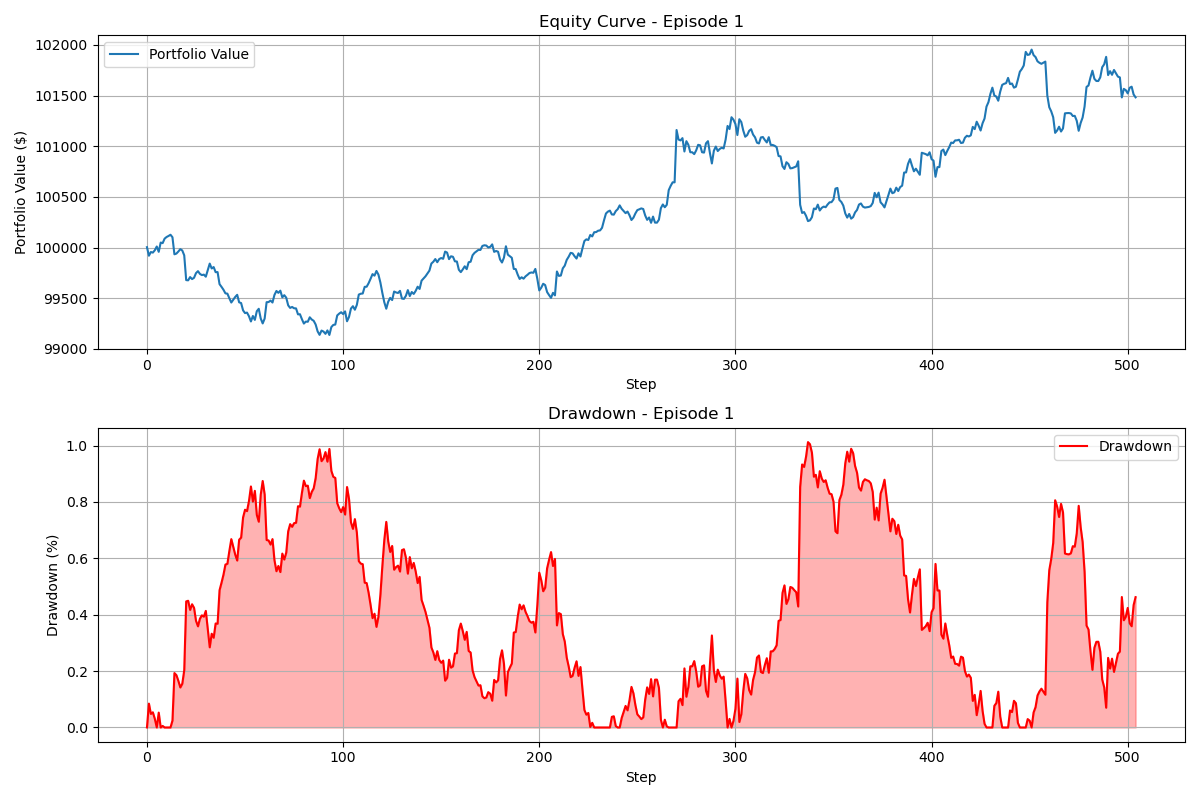 Equity Curve - Episode 1
Portfolio Value
Portfolio Value ($)
102000
101500
101000
100500
100000
99500
99000
0 100 200 300 400 500
Step
Drawdown - Episode 1
Drawdown
Drawdown (%)
1.0
0.8
0.6
0.4
0.2
0.0
0 100 200 300 400 500
Step